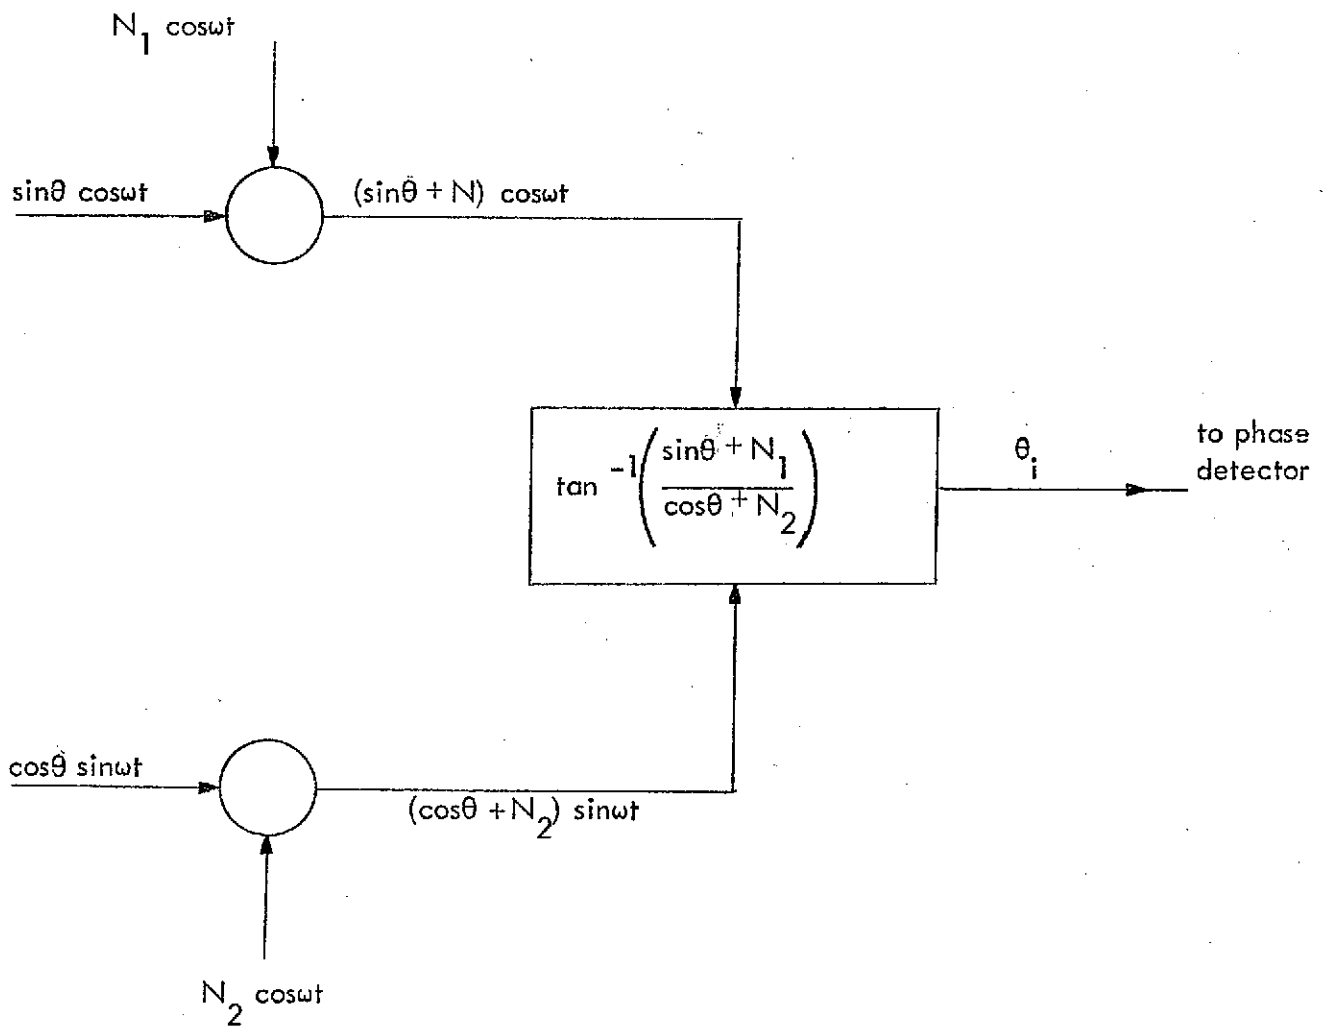 N₁ cosωt
sinθ cosωt
(sinθ + N) cosωt
tan⁻¹(sinθ + N₁ / cosθ + N₂)
θᵢ
to phase
detector
cosθ sinωt
(cosθ + N₂) sinωt
N₂ cosωt